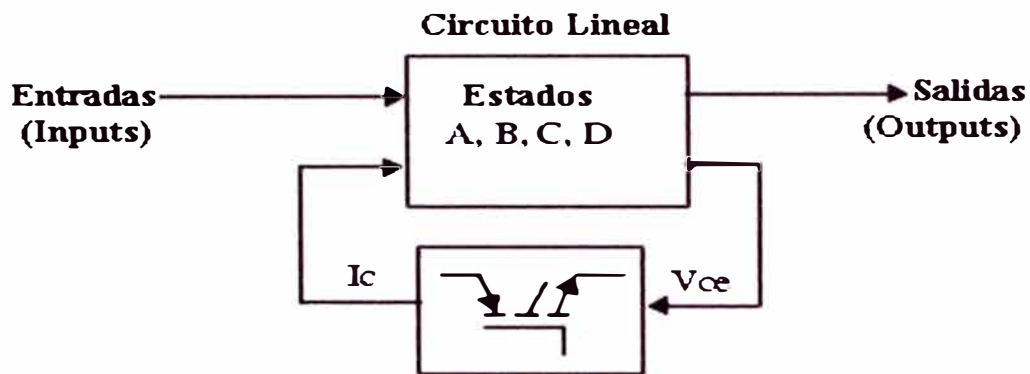 Circuito Lineal
Entradas
(Inputs)
Estados
A, B, C, D
Salidas
(Outputs)
Ic
Vce